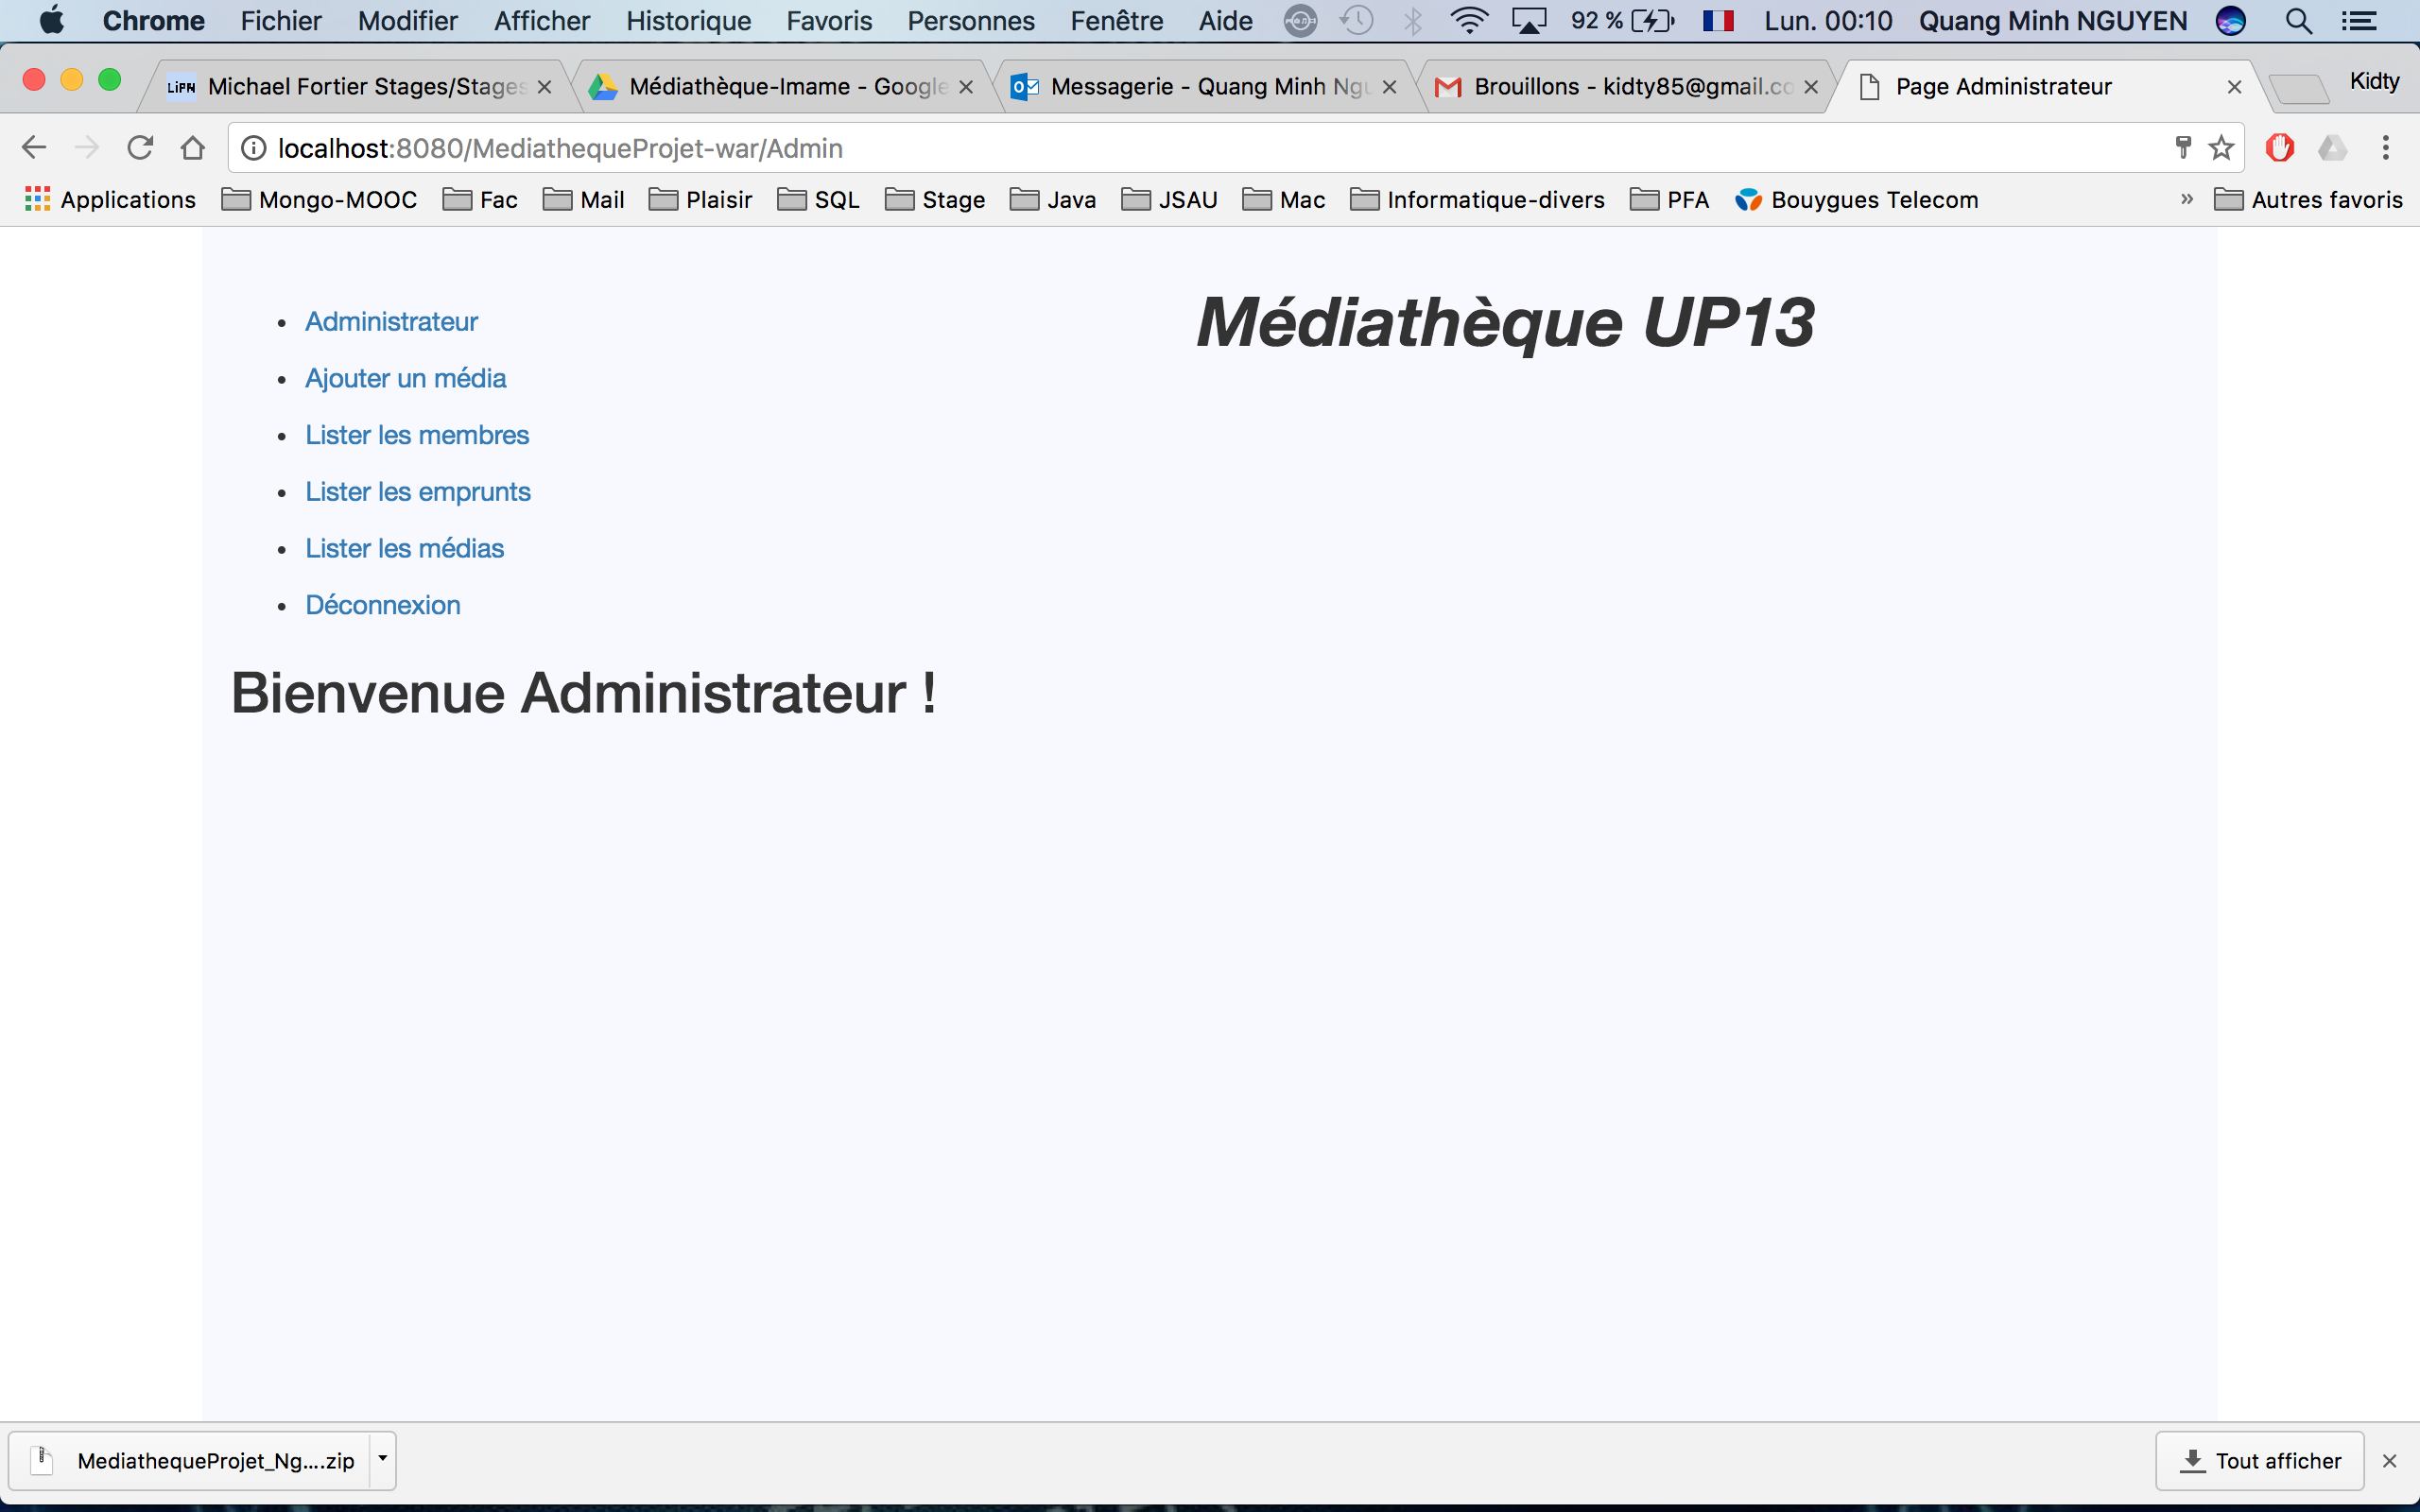 Chrome Fichier Modifier Afficher Historique Favoris Personnes Fenêtre Aide 92 % Lun. 00:10 Quang Minh NGUYEN
LiPN Michael Fortier Stages/Stages Médiathèque-Imame - Google Messagerie - Quang Minh Ngu Brouillons - kidty85@gmail.co Page Administrateur Kidty
localhost:8080/MediathequeProjet-war/Admin
Applications Mongo-MOOC Fac Mail Plaisir SQL Stage Java JSAU Mac Informatique-divers PFA Bouygues Telecom » Autres favoris
Médiathèque UP13
• Administrateur
• Ajouter un média
• Lister les membres
• Lister les emprunts
• Lister les médias
• Déconnexion
Bienvenue Administrateur !
MediathequeProjet_Ng....zip Tout afficher